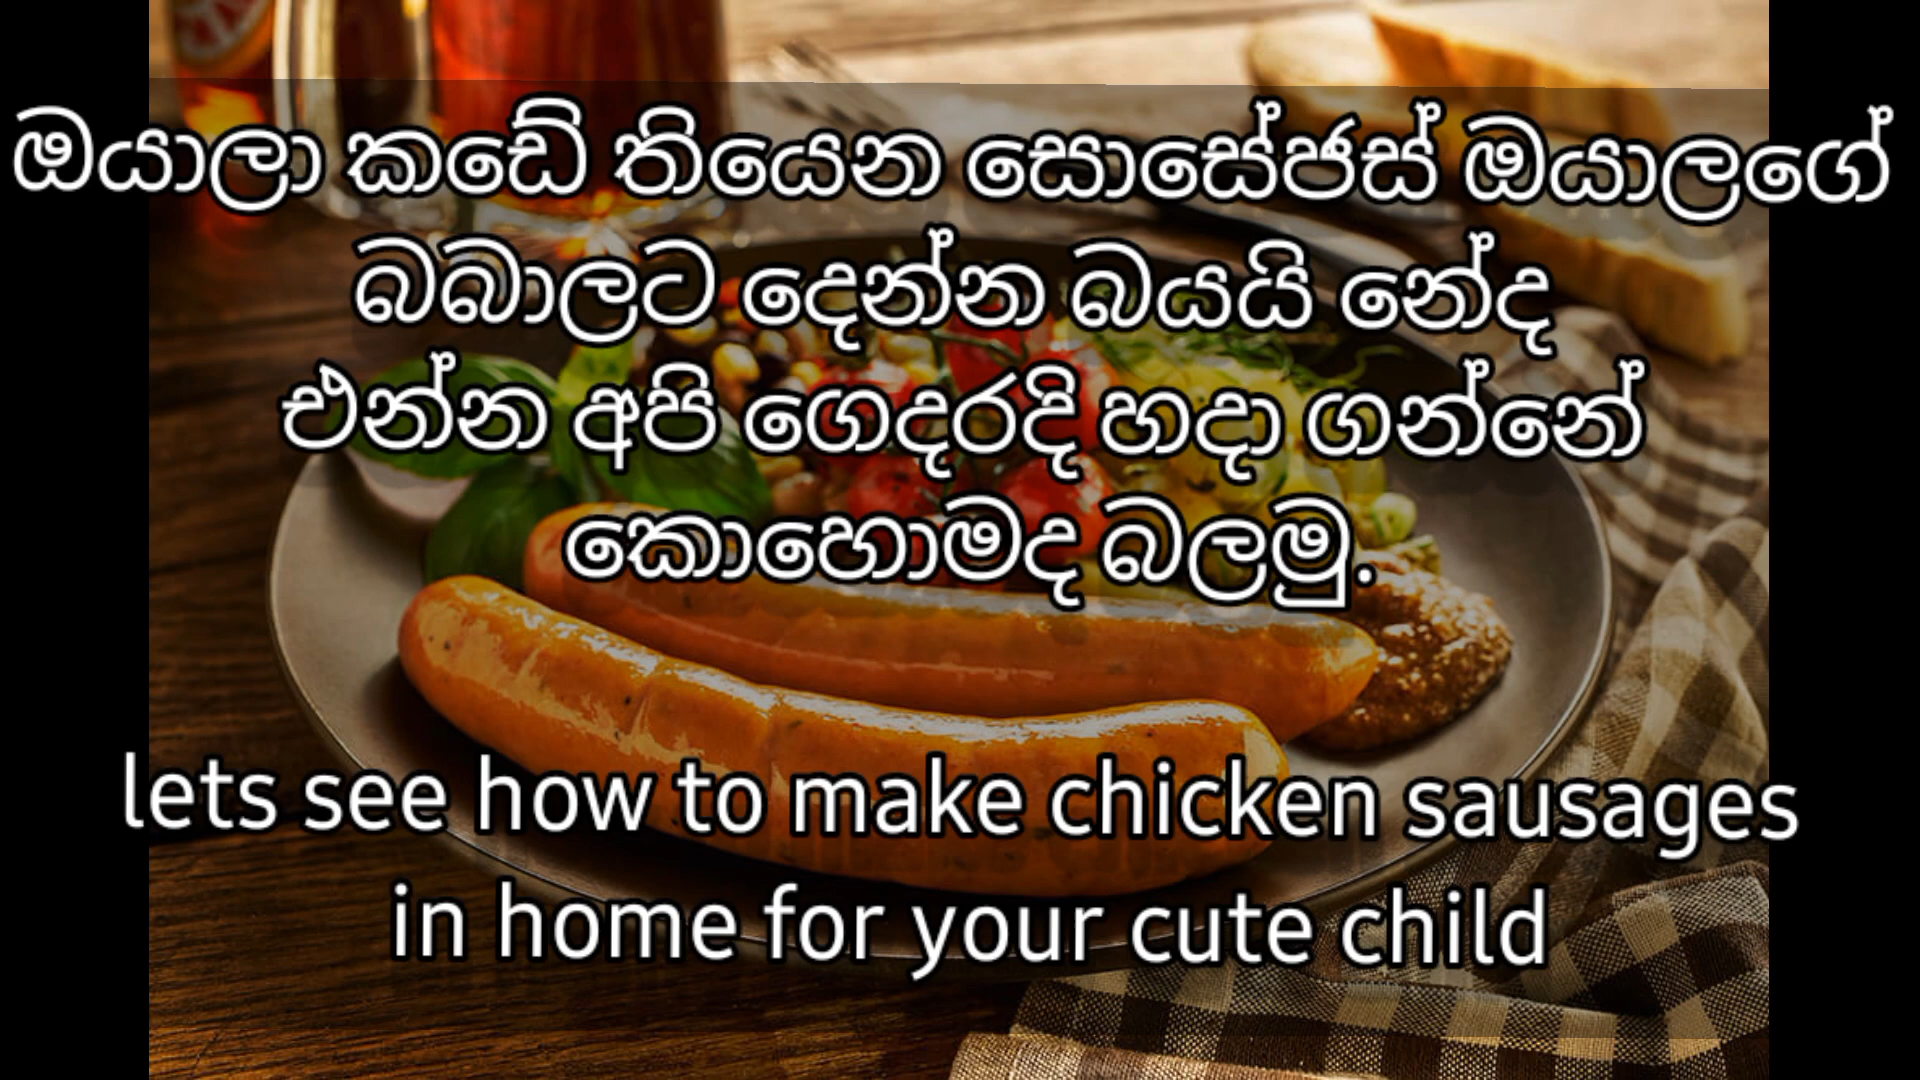 ඔයාලා කඩේ තියෙන සොසේජස් ඔයාලගේ
බබාලට දෙන්න බයයි නේද
එන්න අපි ගෙදරදි හදා ගන්නේ
කොහොමද බලමු.
lets see how to make chicken sausages
in home for your cute child